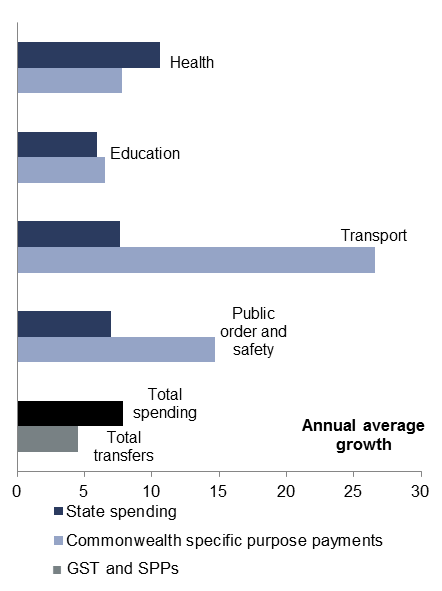 Health
Education
Transport
Public
order and
safety
Total
spending
Total
transfers
Annual average
growth
0 5 10 15 20 25 30
State spending
Commonwealth specific purpose payments
GST and SPPs